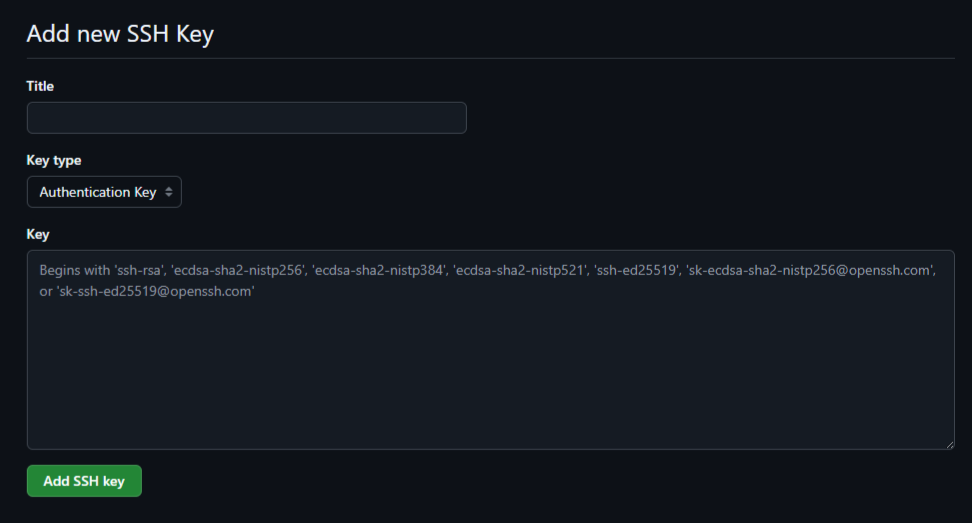 Add new SSH Key
Title
Key type
Authentication Key
Key
Begins with 'ssh-rsa', 'ecdsa-sha2-nistp256', 'ecdsa-sha2-nistp384', 'ecdsa-sha2-nistp521', 'ssh-ed25519', 'sk-ecdsa-sha2-nistp256@openssh.com',
or 'sk-ssh-ed25519@openssh.com'
Add SSH key